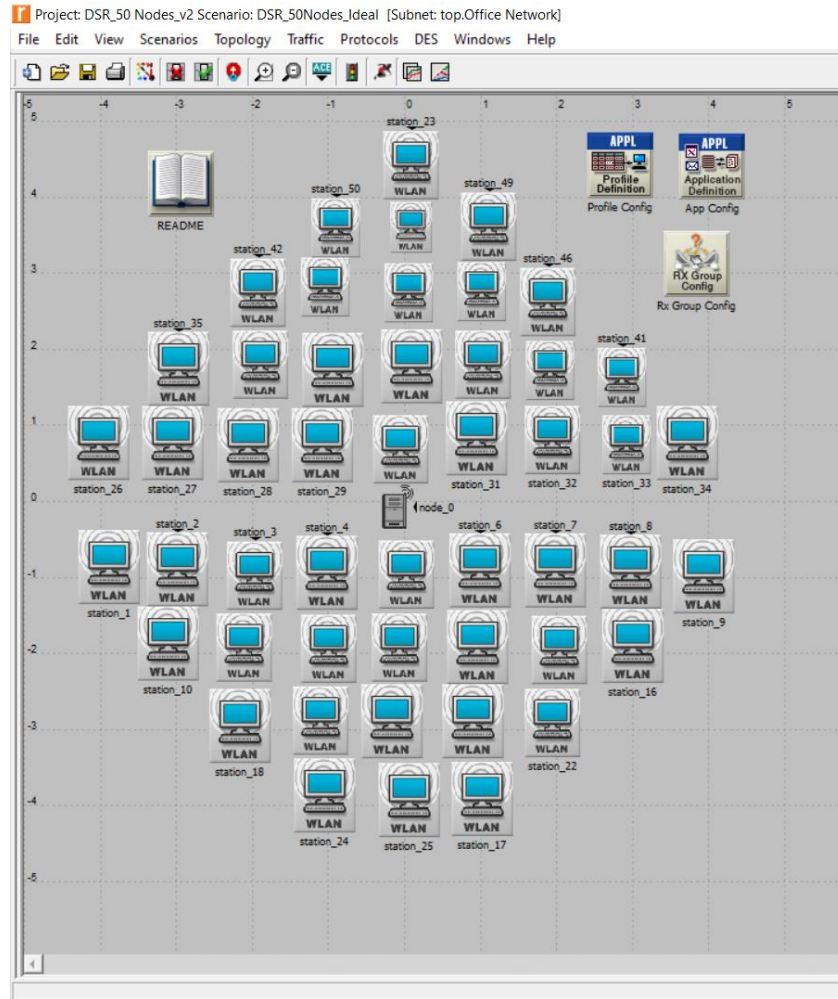 Project: DSR_50 Nodes_v2 Scenario: DSR_50Nodes_Ideal [Subnet: top.Office Network]
File Edit View Scenarios Topology Traffic Protocols DES Windows Help
ACE
-5 -4 -3 -2 -1 0 1 2 3 4 5
5
station_23
WLAN
APPL
Profile
Definition
Profile Config
APPL
Application
Definition
App Config
4
README
station_50 station_49
WLAN WLAN WLAN
RX Group
Config
Rx Group Config
3
station_42 station_46
WLAN WLAN WLAN WLAN WLAN
2
station_35 station_41
WLAN WLAN WLAN WLAN WLAN WLAN WLAN
1
WLAN WLAN WLAN WLAN WLAN WLAN WLAN WLAN WLAN
station_26 station_27 station_28 station_29 station_31 station_32 station_33 station_34
0
node_0
station_2 station_3 station_4 station_6 station_7 station_8
-1
WLAN WLAN WLAN WLAN WLAN WLAN WLAN WLAN WLAN
station_1 station_9
-2
WLAN WLAN WLAN WLAN WLAN WLAN WLAN
station_10 station_16
-3
WLAN WLAN WLAN WLAN WLAN
station_18 station_22
-4
WLAN WLAN WLAN
station_24 station_25 station_17
-5